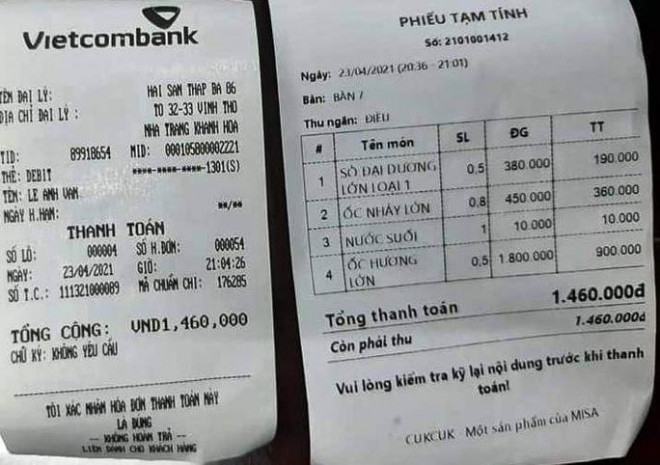 Vietcombank
TÊN ĐẠI LÝ: HAI SAN THAP BA 86
ĐỊA CHỈ ĐẠI LÝ: TO 32-33 VINH THO
NHA TRANG KHANH HOA
TID: 89918654 MID: 000105800002221
THẺ: DEBIT ****-****-****-1301(S)
TÊN: LE ANH VAN
NGÀY H.HẠN: **/**
THANH TOÁN
SỐ LÔ: 000004 SỐ H.ĐƠN: 000054
NGÀY: 23/04/2021 GIỜ: 21:04:26
SỐ T.C.: 111321000089 MÃ CHUẨN CHI: 176285
TỔNG CỘNG: VND1,460,000
CHỮ KÝ: KHÔNG YÊU CẦU
TÔI XÁC NHẬN HÓA ĐƠN THANH TOÁN NÀY
LÀ ĐÚNG
-- KHÔNG HOÀN TRẢ --
LIÊN DÀNH CHO KHÁCH HÀNG
PHIẾU TẠM TÍNH
Số: 2101001412
Ngày: 23/04/2021 (20:36 - 21:01)
Bàn: BÀN 7
Thu ngân: ĐIỀU
# Tên món SL ĐG TT
1 SÒ ĐẠI DƯƠNG LỚN LOẠI 1 0,5 380.000 190.000
2 ỐC NHẢY LỚN 0,8 450.000 360.000
3 NƯỚC SUỐI 1 10.000 10.000
4 ỐC HƯƠNG LỚN 0,5 1.800.000 900.000
Tổng thanh toán 1.460.000đ
Còn phải thu 1.460.000đ
Vui lòng kiểm tra kỹ lại nội dung trước khi thanh
toán!
CUKCUK - Một sản phẩm của MISA